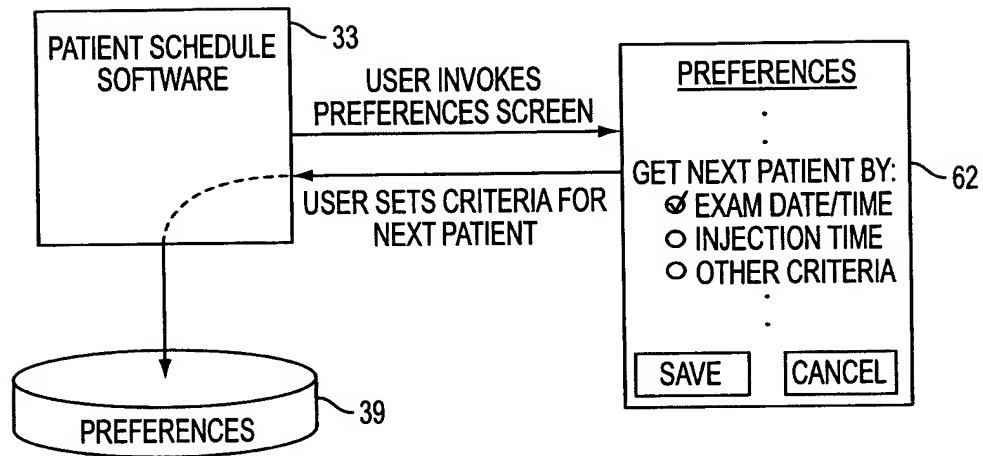 PATIENT SCHEDULE
SOFTWARE
33
USER INVOKES
PREFERENCES SCREEN
USER SETS CRITERIA FOR
NEXT PATIENT
PREFERENCES
GET NEXT PATIENT BY:
EXAM DATE/TIME
INJECTION TIME
OTHER CRITERIA
SAVE
CANCEL
62
PREFERENCES
39